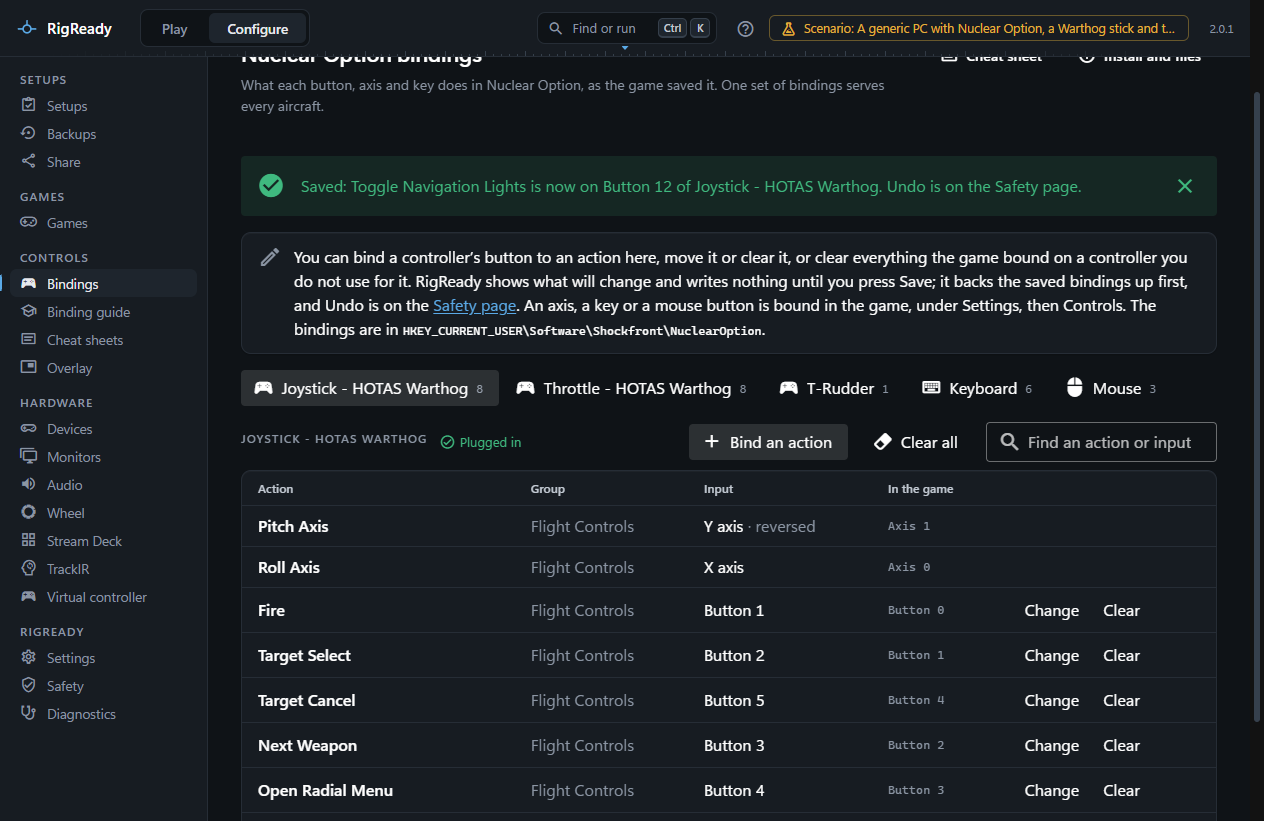 RigReady
Play
Configure
Find or run
Ctrl
K
Scenario: A generic PC with Nuclear Option, a Warthog stick and t...
2.0.1
SETUPS
Setups
Backups
Share
GAMES
Games
CONTROLS
Bindings
Binding guide
Cheat sheets
Overlay
HARDWARE
Devices
Monitors
Audio
Wheel
Stream Deck
TrackIR
Virtual controller
RIGREADY
Settings
Safety
Diagnostics
Nuclear Option bindings
Cheat sheet
Install and files
What each button, axis and key does in Nuclear Option, as the game saved it. One set of bindings serves
every aircraft.
Saved: Toggle Navigation Lights is now on Button 12 of Joystick - HOTAS Warthog. Undo is on the Safety page.
You can bind a controller's button to an action here, move it or clear it, or clear everything the game bound on a controller you
do not use for it. RigReady shows what will change and writes nothing until you press Save; it backs the saved bindings up first,
and Undo is on the Safety page. An axis, a key or a mouse button is bound in the game, under Settings, then Controls. The
bindings are in HKEY_CURRENT_USER\Software\Shockfront\NuclearOption.
Joystick - HOTAS Warthog 8
Throttle - HOTAS Warthog 8
T-Rudder 1
Keyboard 6
Mouse 3
JOYSTICK - HOTAS WARTHOG
Plugged in
Bind an action
Clear all
Find an action or input
Action Group Input In the game
Pitch Axis Flight Controls Y axis · reversed Axis 1
Roll Axis Flight Controls X axis Axis 0
Fire Flight Controls Button 1 Button 0 Change Clear
Target Select Flight Controls Button 2 Button 1 Change Clear
Target Cancel Flight Controls Button 5 Button 4 Change Clear
Next Weapon Flight Controls Button 3 Button 2 Change Clear
Open Radial Menu Flight Controls Button 4 Button 3 Change Clear